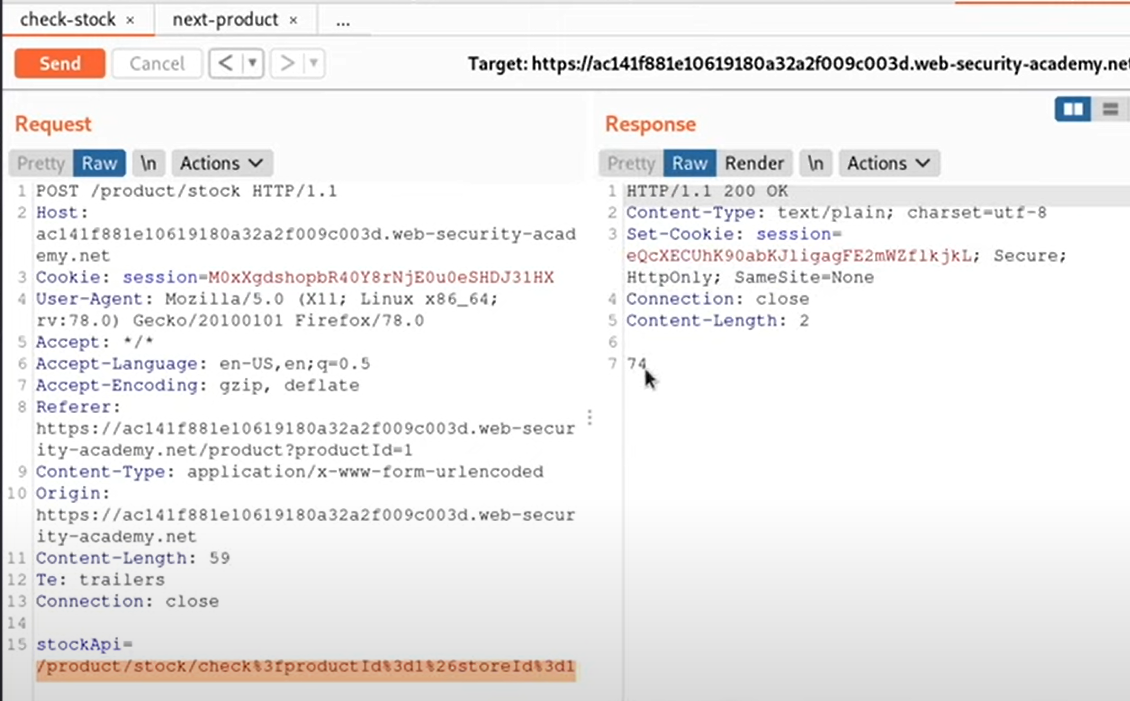 check-stock × next-product × ...
Send Cancel < ▼ > ▼ Target: https://ac141f881e10619180a32a2f009c003d.web-security-academy.net
Request
Pretty Raw \n Actions
1 POST /product/stock HTTP/1.1
2 Host:
ac141f881e10619180a32a2f009c003d.web-security-acad
emy.net
3 Cookie: session=M0xXgdshopbR40Y8rNjE0u0eSHDJ31HX
4 User-Agent: Mozilla/5.0 (X11; Linux x86_64;
rv:78.0) Gecko/20100101 Firefox/78.0
5 Accept: */*
6 Accept-Language: en-US,en;q=0.5
7 Accept-Encoding: gzip, deflate
8 Referer:
https://ac141f881e10619180a32a2f009c003d.web-secur
ity-academy.net/product?productId=1
9 Content-Type: application/x-www-form-urlencoded
10 Origin:
https://ac141f881e10619180a32a2f009c003d.web-secur
ity-academy.net
11 Content-Length: 59
12 Te: trailers
13 Connection: close
14
15 stockApi=
/product/stock/check%3fproductId%3d1%26storeId%3d1
Response
Pretty Raw Render \n Actions
1 HTTP/1.1 200 OK
2 Content-Type: text/plain; charset=utf-8
3 Set-Cookie: session=
eQcXECUhK90abKJligagFE2mWZflkjkL; Secure;
HttpOnly; SameSite=None
4 Connection: close
5 Content-Length: 2
6
7 74